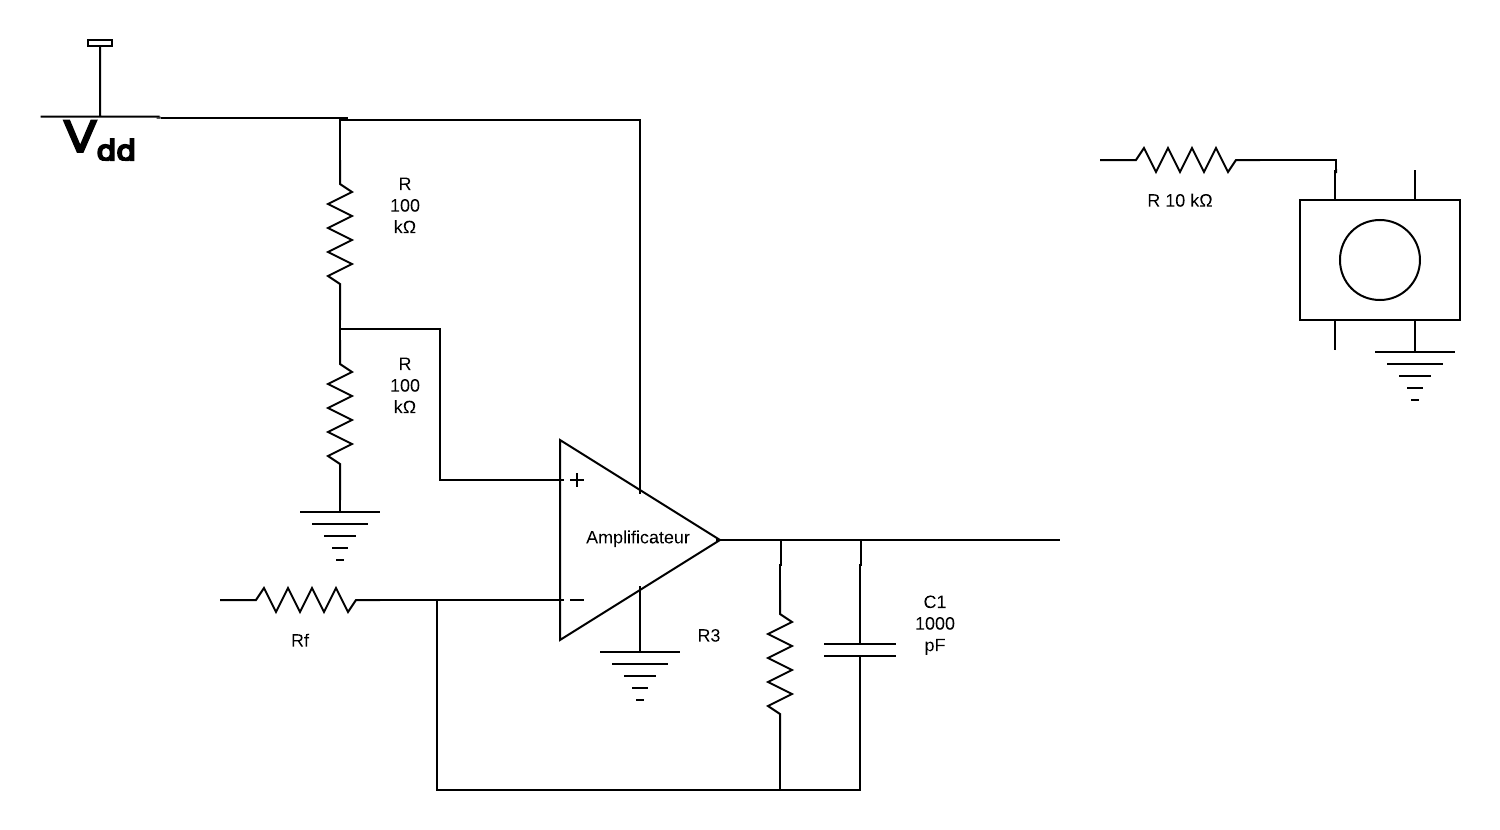 Vdd
R
100
kΩ
R 10 kΩ
R
100
kΩ
+
Amplificateur
−
Rf
R3
C1
1000
pF